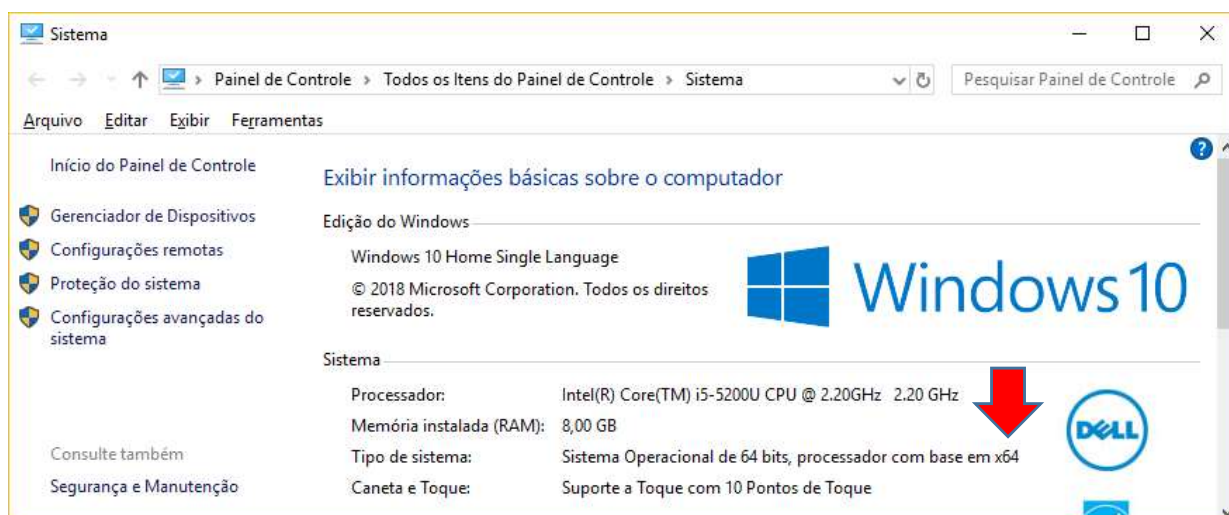 Sistema
Painel de Controle > Todos os Itens do Painel de Controle > Sistema
Pesquisar Painel de Controle
Arquivo Editar Exibir Ferramentas
Início do Painel de Controle
Gerenciador de Dispositivos
Configurações remotas
Proteção do sistema
Configurações avançadas do
sistema
Consulte também
Segurança e Manutenção
Exibir informações básicas sobre o computador
Edição do Windows
Windows 10 Home Single Language
© 2018 Microsoft Corporation. Todos os direitos
reservados.
Windows 10
Sistema
Processador: Intel(R) Core(TM) i5-5200U CPU @ 2.20GHz 2.20 GHz
Memória instalada (RAM): 8,00 GB
Tipo de sistema: Sistema Operacional de 64 bits, processador com base em x64
Caneta e Toque: Suporte a Toque com 10 Pontos de Toque
DELL